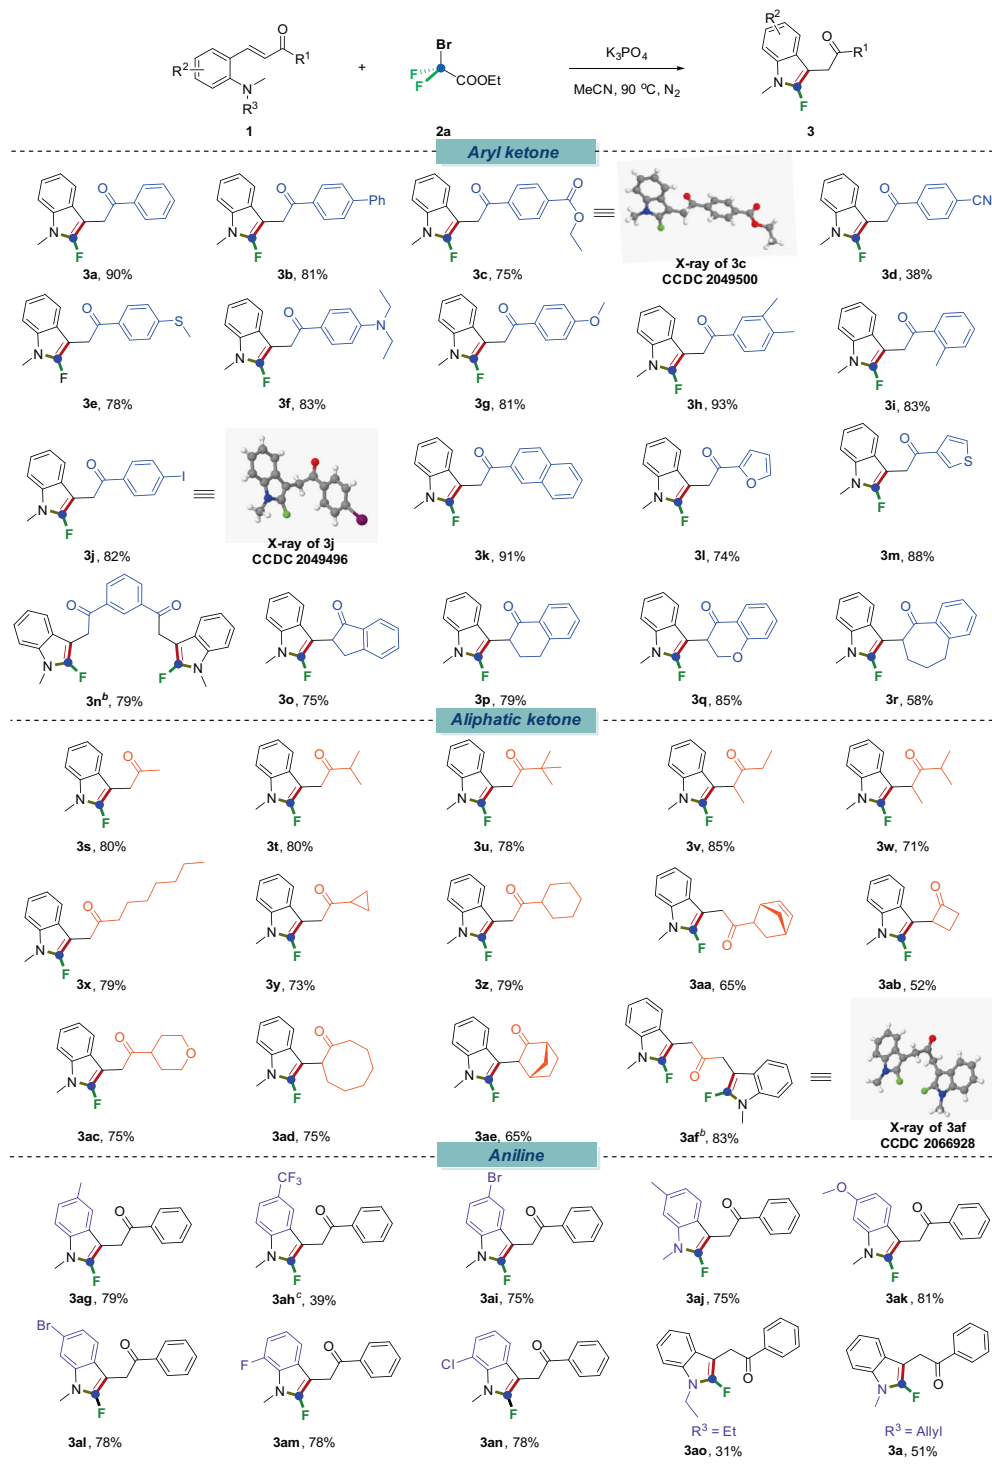 R² O R¹ R² N R³ 1
+
Br F F COOEt 2a
K₃PO₄
MeCN, 90 °C, N₂
R² O R¹ N F 3
Aryl ketone
O N F
O Ph N F
O O O N F
X-ray of 3c
CCDC 2049500
O CN N F
3a, 90%
3b, 81%
3c, 75%
3d, 38%
O S N F
O N N F
O O N F
O N F
O N F
3e, 78%
3f, 83%
3g, 81%
3h, 93%
3i, 83%
O I N F
X-ray of 3j
CCDC 2049496
O N F
O O N F
O S N F
3j, 82%
3k, 91%
3l, 74%
3m, 88%
O O N F F N
O N F
O N F
O O N F
O N F
3nᵇ, 79%
3o, 75%
3p, 79%
3q, 85%
3r, 58%
Aliphatic ketone
O N F
O N F
O N F
O N F
O N F
3s, 80%
3t, 80%
3u, 78%
3v, 85%
3w, 71%
O N F
O N F
O N F
O N F
O N F
3x, 79%
3y, 73%
3z, 79%
3aa, 65%
3ab, 52%
O O N F
O N F
O N F
N F O F N
X-ray of 3af
CCDC 2066928
3ac, 75%
3ad, 75%
3ae, 65%
3afᵇ, 83%
Aniline
O N F
CF₃ O N F
Br O N F
O N F
O O N F
3ag, 79%
3ahᶜ, 39%
3ai, 75%
3aj, 75%
3ak, 81%
Br O N F
F O N F
Cl O N F
N F O
N F O
R³ = Et
R³ = Allyl
3al, 78%
3am, 78%
3an, 78%
3ao, 31%
3a, 51%